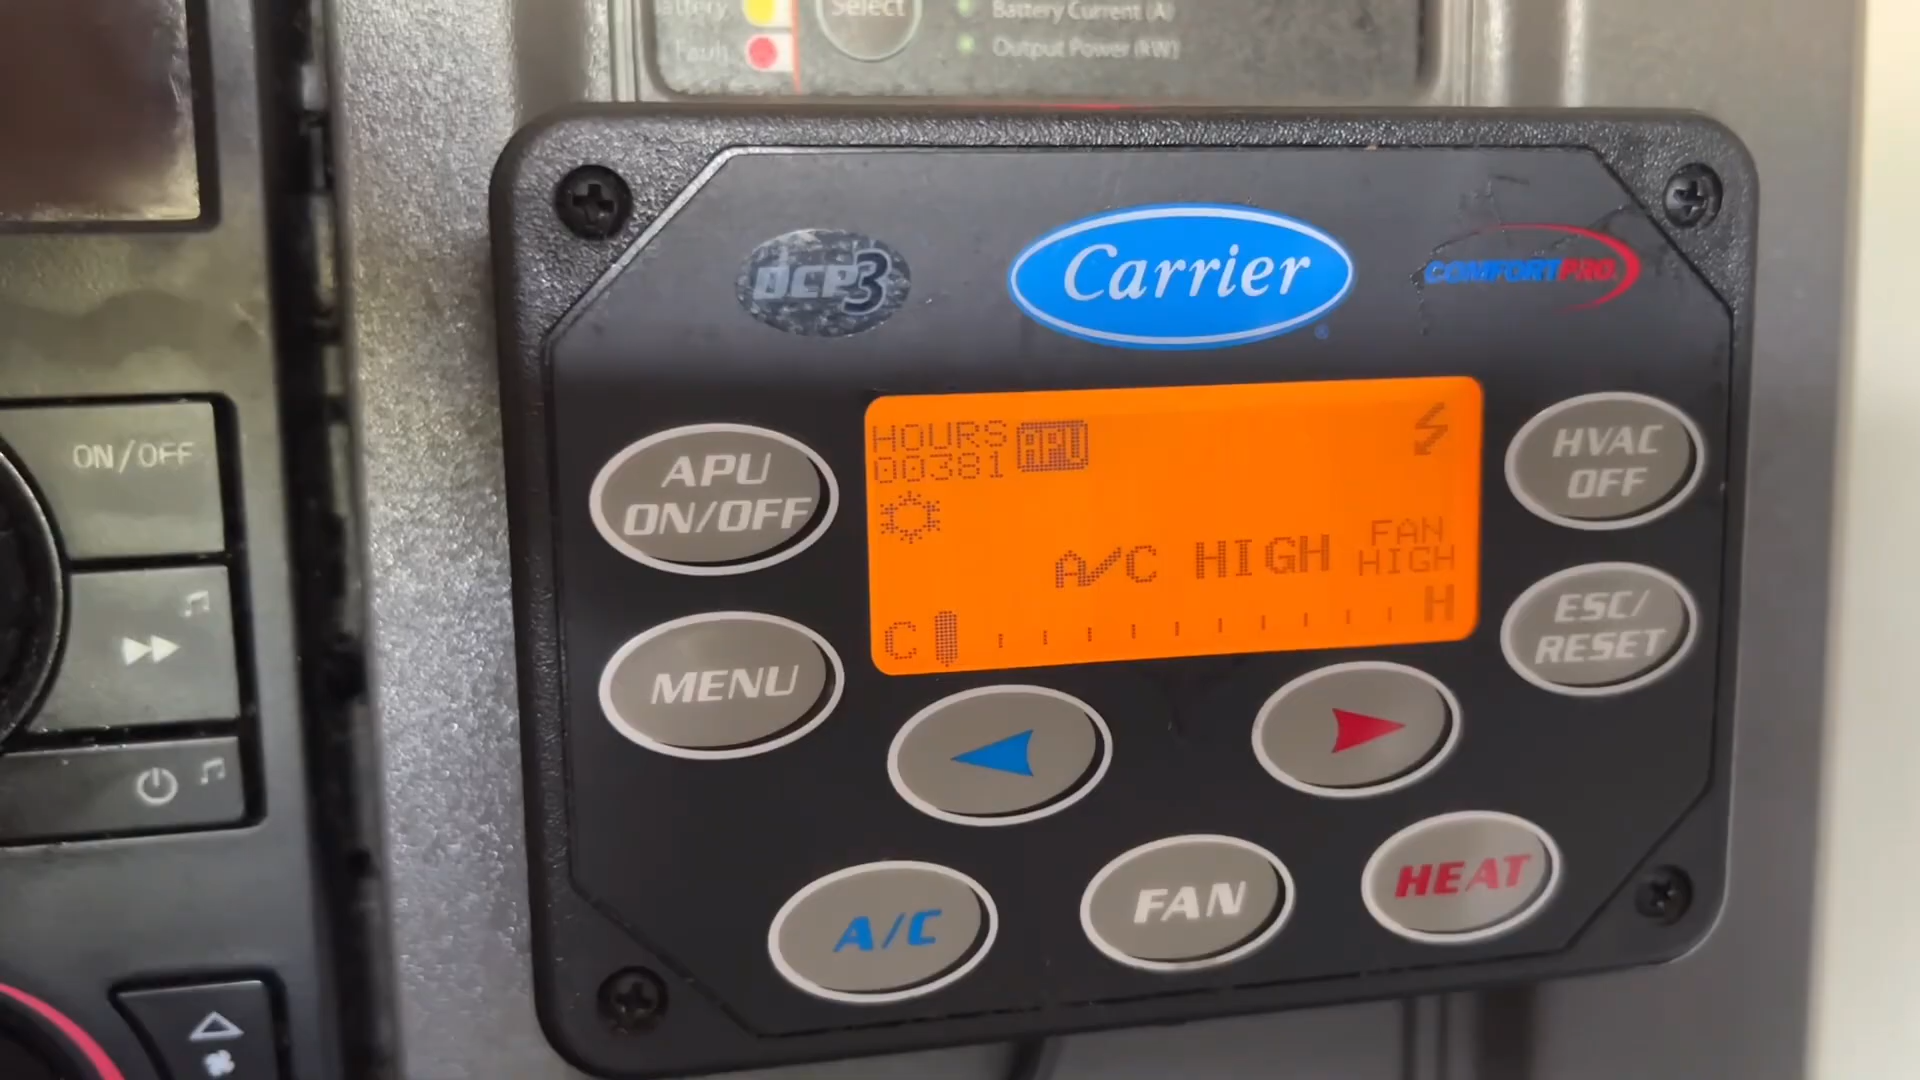 Battery
Select
Battery Current (A)
Fault
Output Power (kW)
DCP3
Carrier
®
COMFORTPRO
ON/OFF
APU
ON/OFF
HOURS
00381
APU
A/C HIGH
FAN
HIGH
C
H
HVAC
OFF
MENU
ESC/
RESET
A/C
FAN
HEAT